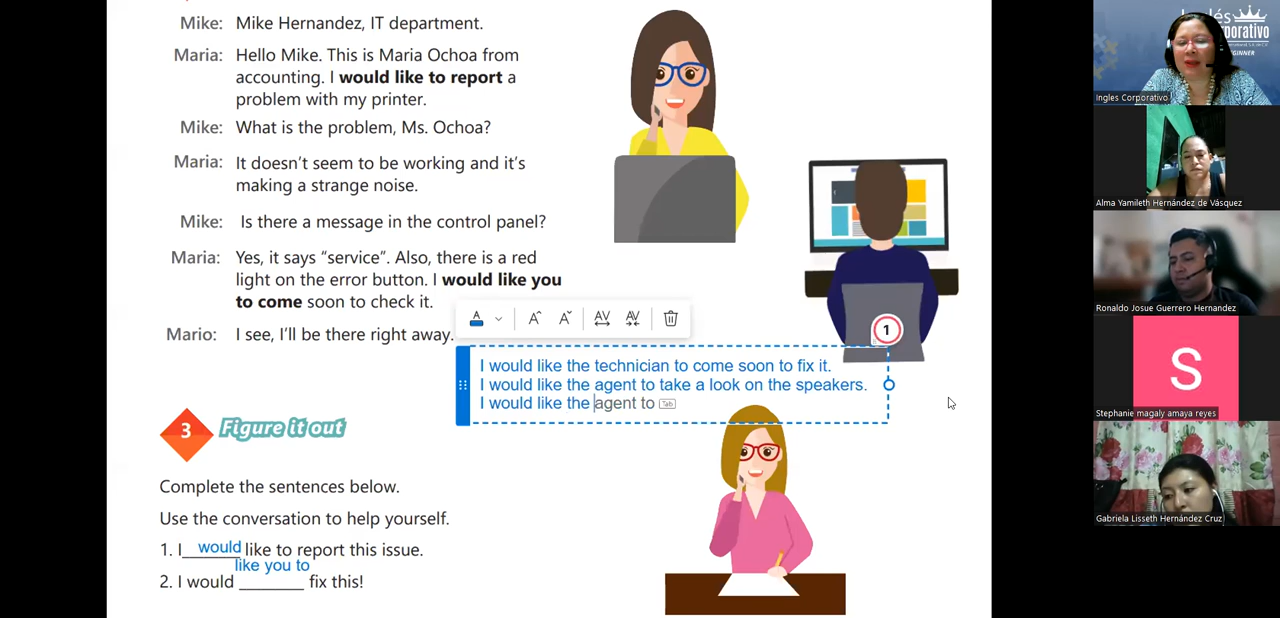 Mike: Mike Hernandez, IT department.
Maria: Hello Mike. This is Maria Ochoa from
accounting. I would like to report a
problem with my printer.
Mike: What is the problem, Ms. Ochoa?
Maria: It doesn't seem to be working and it's
making a strange noise.
Mike: Is there a message in the control panel?
Maria: Yes, it says “service”. Also, there is a red
light on the error button. I would like you
to come soon to check it.
Mario: I see, I'll be there right away.
1
I would like the technician to come soon to fix it.
I would like the agent to take a look on the speakers.
I would like the agent to Tab
3 Figure it out
Complete the sentences below.
Use the conversation to help yourself.
1. I would like to report this issue.
like you to
2. I would ________ fix this!
Ingles Corporativo
Alma Yamileth Hernández de Vásquez
Ronaldo Josue Guerrero Hernandez
S
Stephanie magaly amaya reyes
Gabriela Lisseth Hernández Cruz